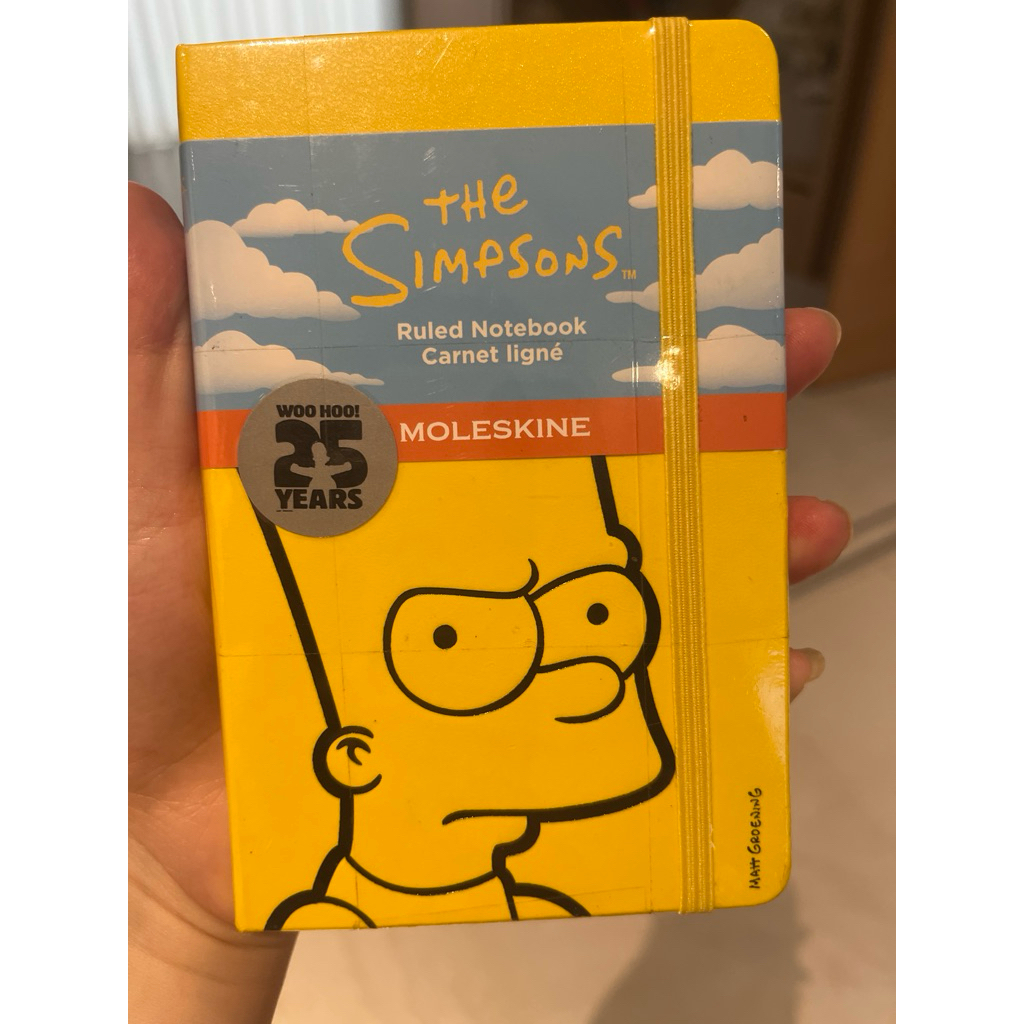 THE
SIMPSONS™
Ruled Notebook
Carnet ligné
MOLESKINE
WOO HOO!
25
YEARS
MATT GROENING